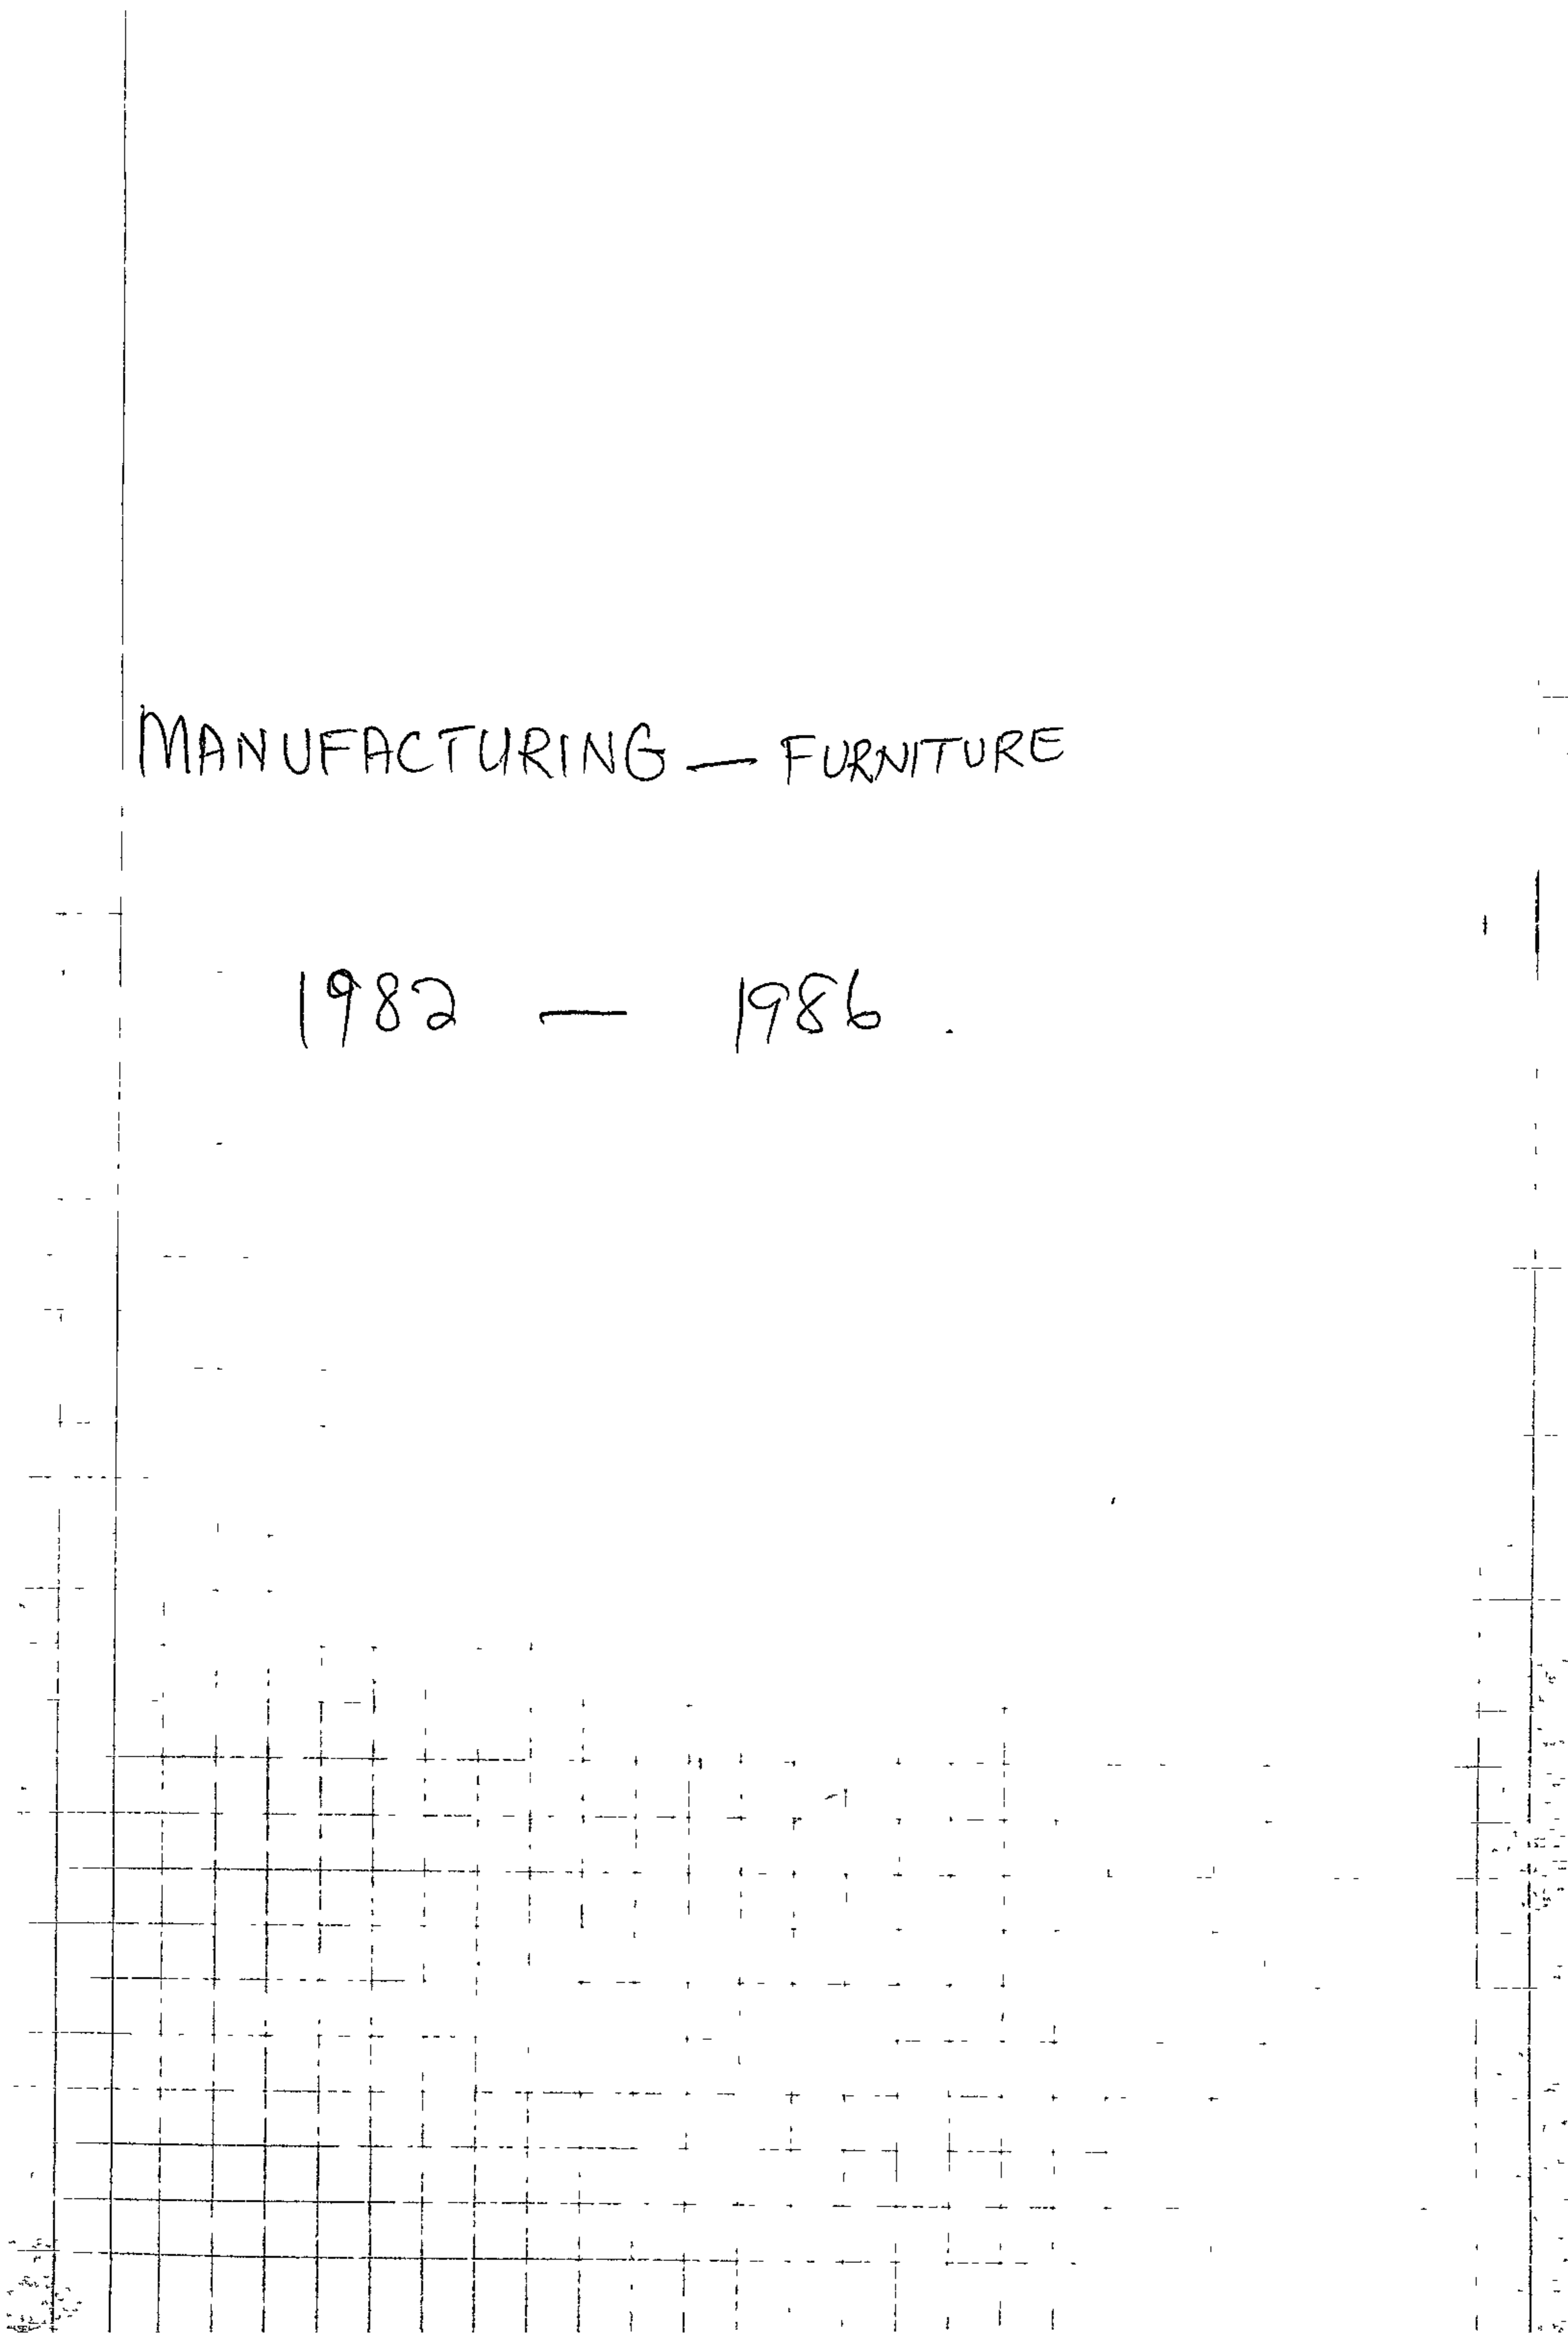 MANUFACTURING — FURNITURE
1982 — 1986.